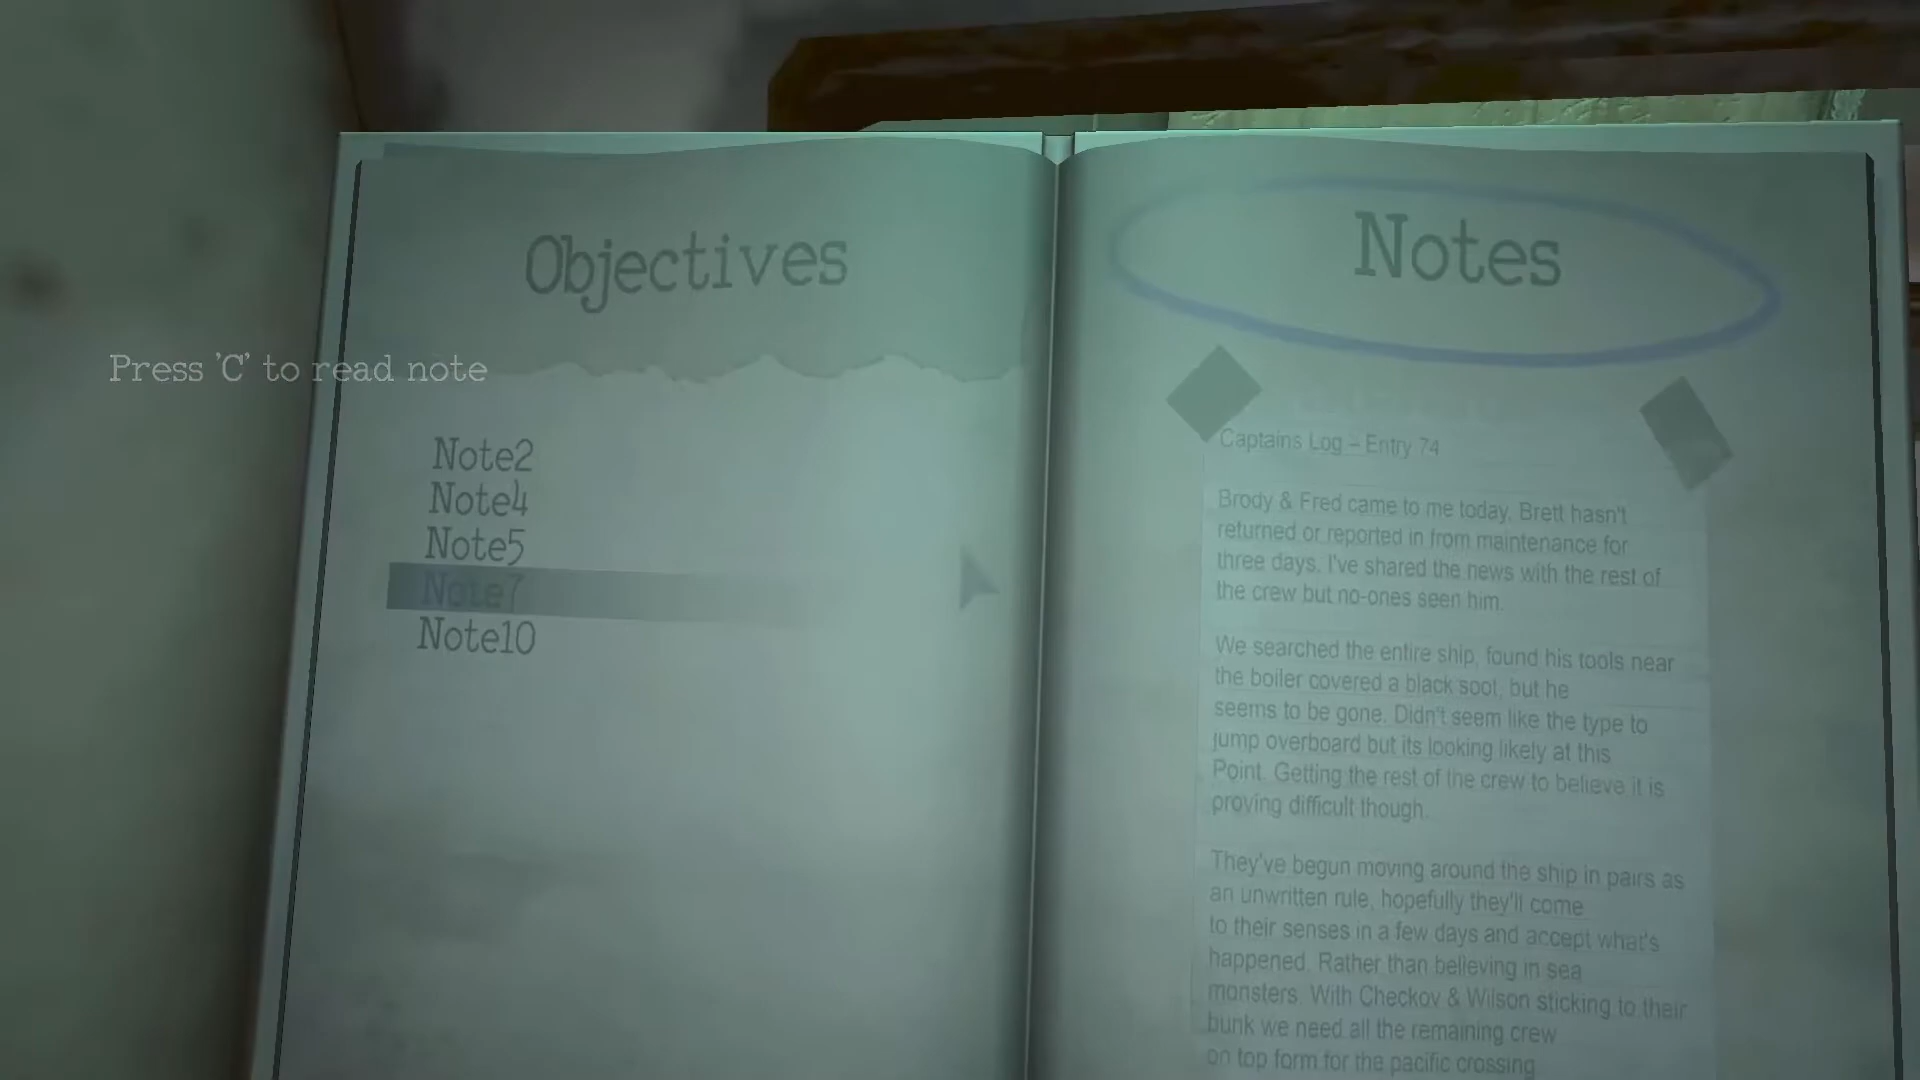 Objectives
Press 'C' to read note
Note2
Note4
Note5
Note7
Note10
Notes
Captains Log – Entry 74
Brody & Fred came to me today, Brett hasn't
returned or reported in from maintenance for
three days. I've shared the news with the rest of
the crew but no-ones seen him.
We searched the entire ship, found his tools near
the boiler covered a black soot, but he
seems to be gone. Didn't seem like the type to
jump overboard but its looking likely at this
Point. Getting the rest of the crew to believe it is
proving difficult though.
They've begun moving around the ship in pairs as
an unwritten rule, hopefully they'll come
to their senses in a few days and accept what's
happened. Rather than believing in sea
monsters. With Checkov & Wilson sticking to their
bunk we need all the remaining crew
on top form for the pacific crossing